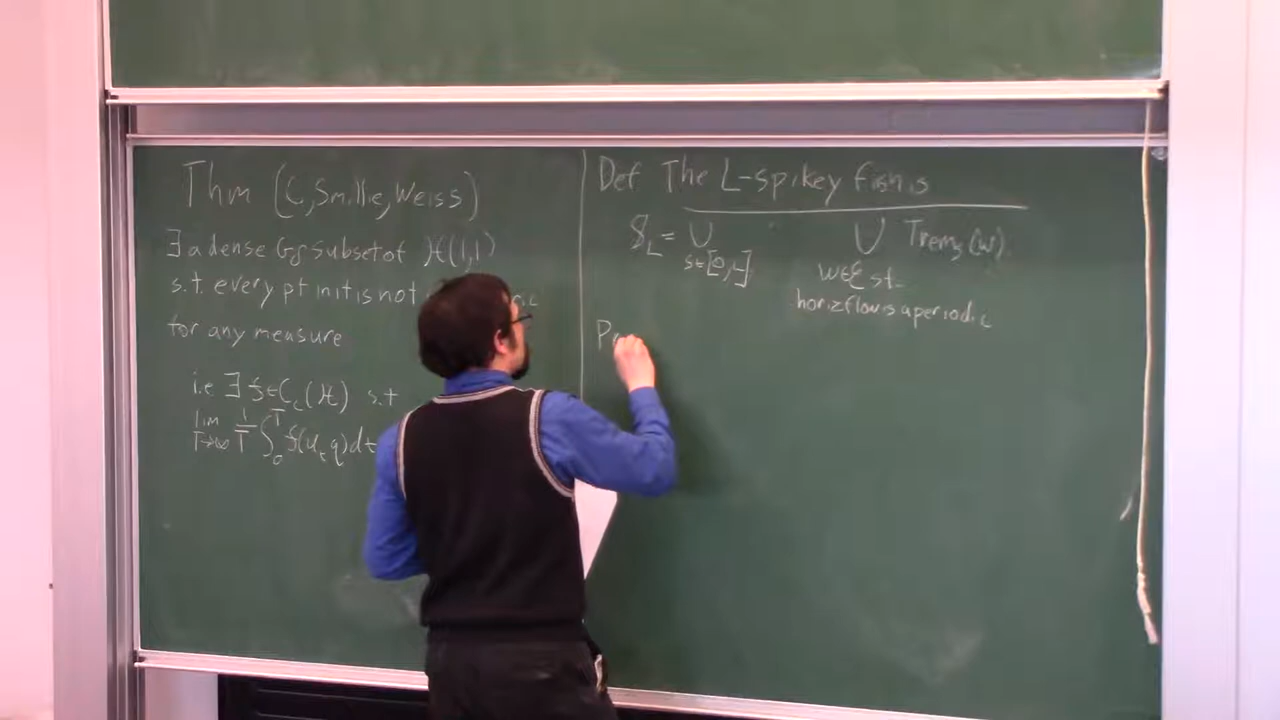 Thm (C, Smillie, Weiss)
∃ a dense Gδ subset of H(1,1)
s.t. every pt in it is not
for any measure
i.e ∃ f ∈ C_c(H) s.t
lim T→∞ 1/T ∫_0^T f(u_t q) dt
Def The L-spikey fish is
S_L = ∪ s∈[0,L] ∪ Trem_s(w).
w∈E s.t.
horiz flow is aperiodic